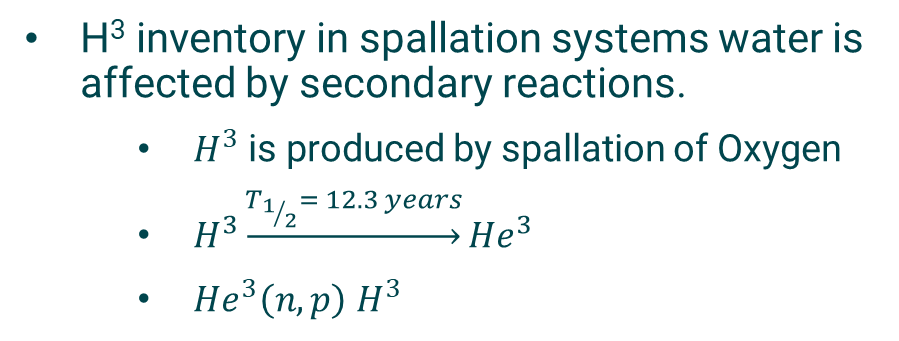 • H³ inventory in spallation systems water is
affected by secondary reactions.
• H³ is produced by spallation of Oxygen
• H³ —T₁/₂ = 12.3 years→ He³
• He³(n, p) H³